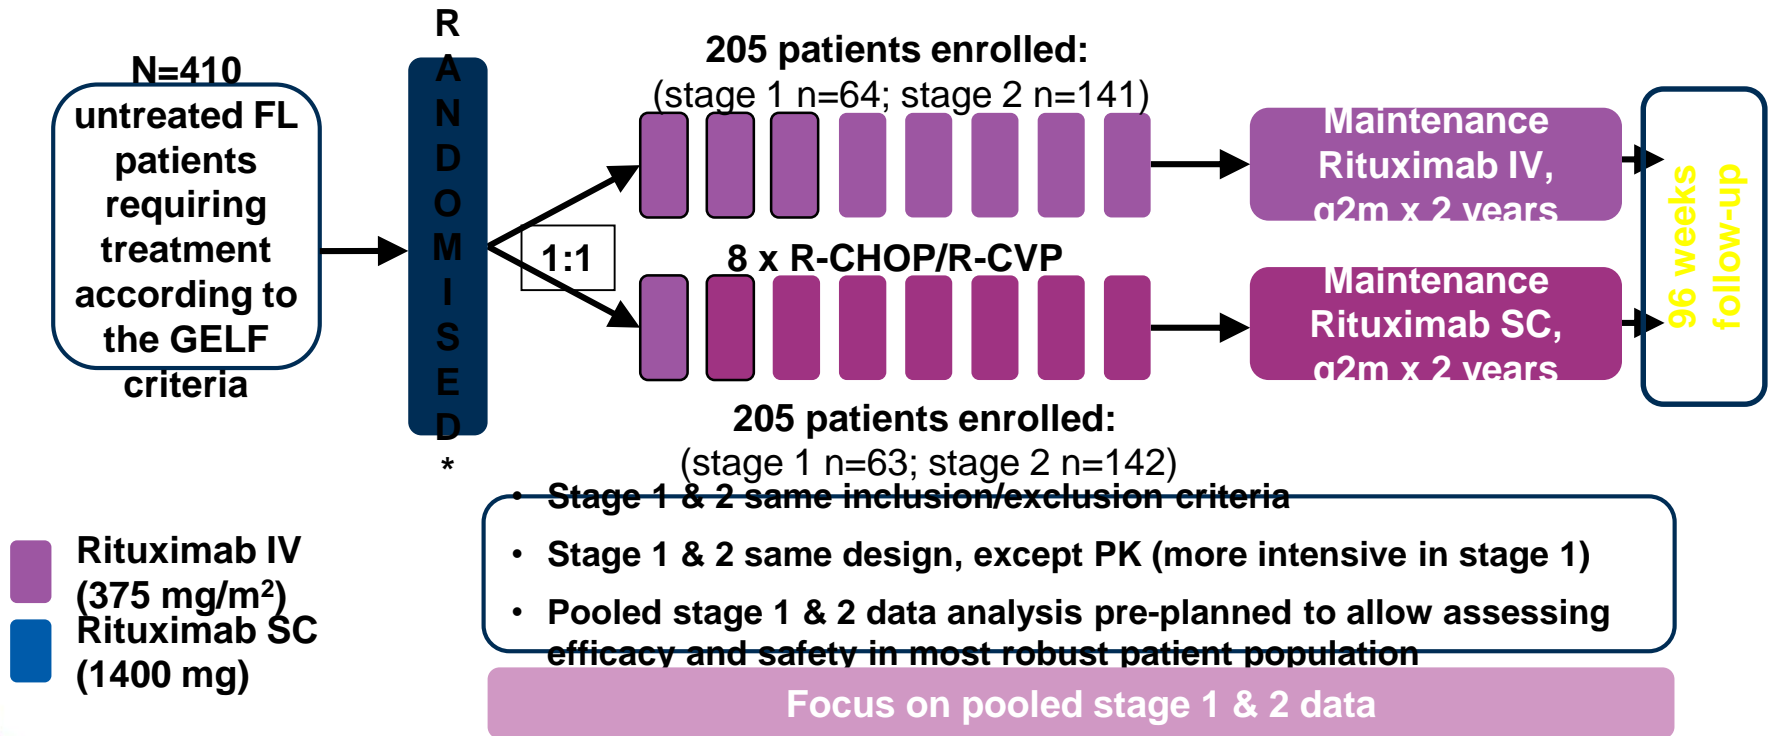 N=410
untreated FL
patients
requiring
treatment
according to
the GELF
criteria
RANDOMISED*
1:1
205 patients enrolled:
(stage 1 n=64; stage 2 n=141)
8 x R-CHOP/R-CVP
205 patients enrolled:
(stage 1 n=63; stage 2 n=142)
Maintenance
Rituximab IV,
q2m x 2 years
Maintenance
Rituximab SC,
q2m x 2 years
96 weeks
follow-up
• Stage 1 & 2 same inclusion/exclusion criteria
• Stage 1 & 2 same design, except PK (more intensive in stage 1)
• Pooled stage 1 & 2 data analysis pre-planned to allow assessing
efficacy and safety in most robust patient population
Rituximab IV
(375 mg/m²)
Rituximab SC
(1400 mg)
Focus on pooled stage 1 & 2 data